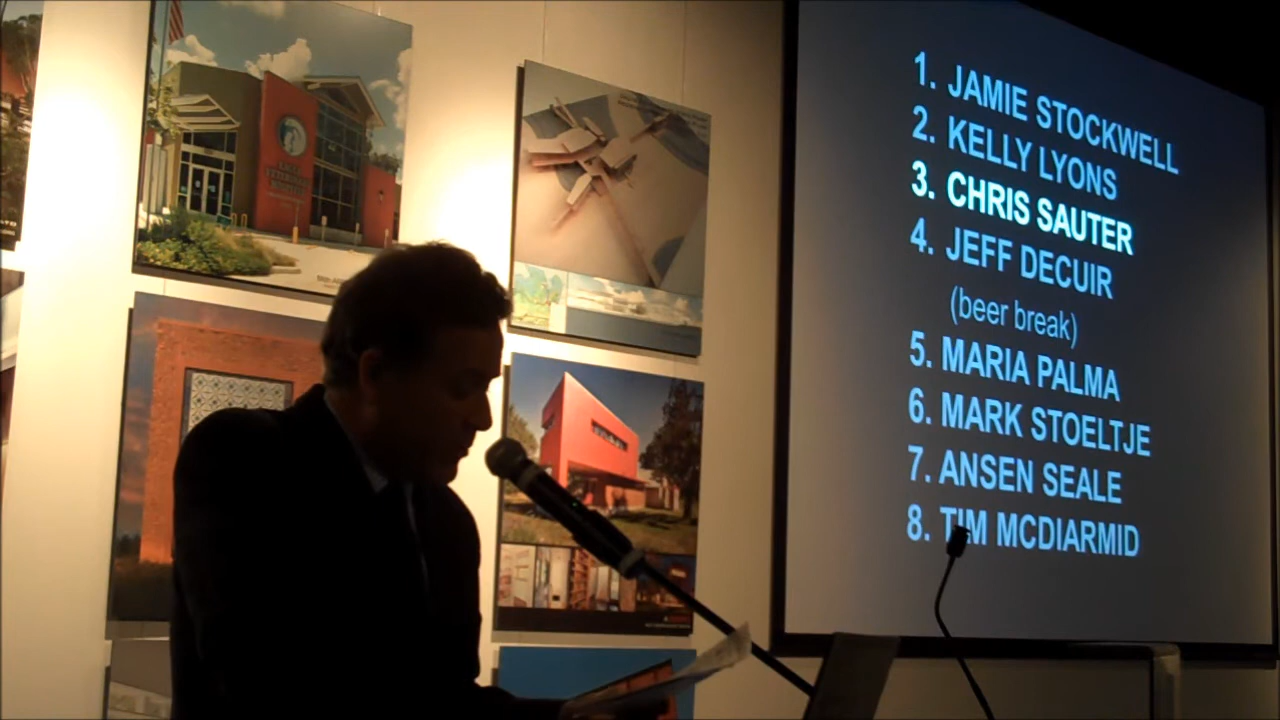 1. JAMIE STOCKWELL
2. KELLY LYONS
3. CHRIS SAUTER
4. JEFF DECUIR
(beer break)
5. MARIA PALMA
6. MARK STOELTJE
7. ANSEN SEALE
8. TIM MCDIARMID